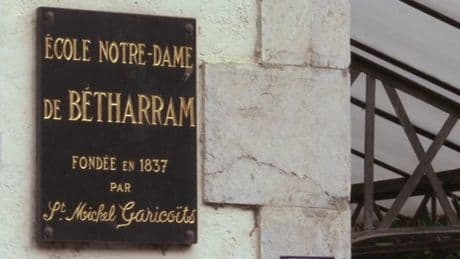 ÉCOLE NOTRE-DAME
DE BÉTHARRAM
FONDÉE EN 1837
PAR
St Michel Garicoïts